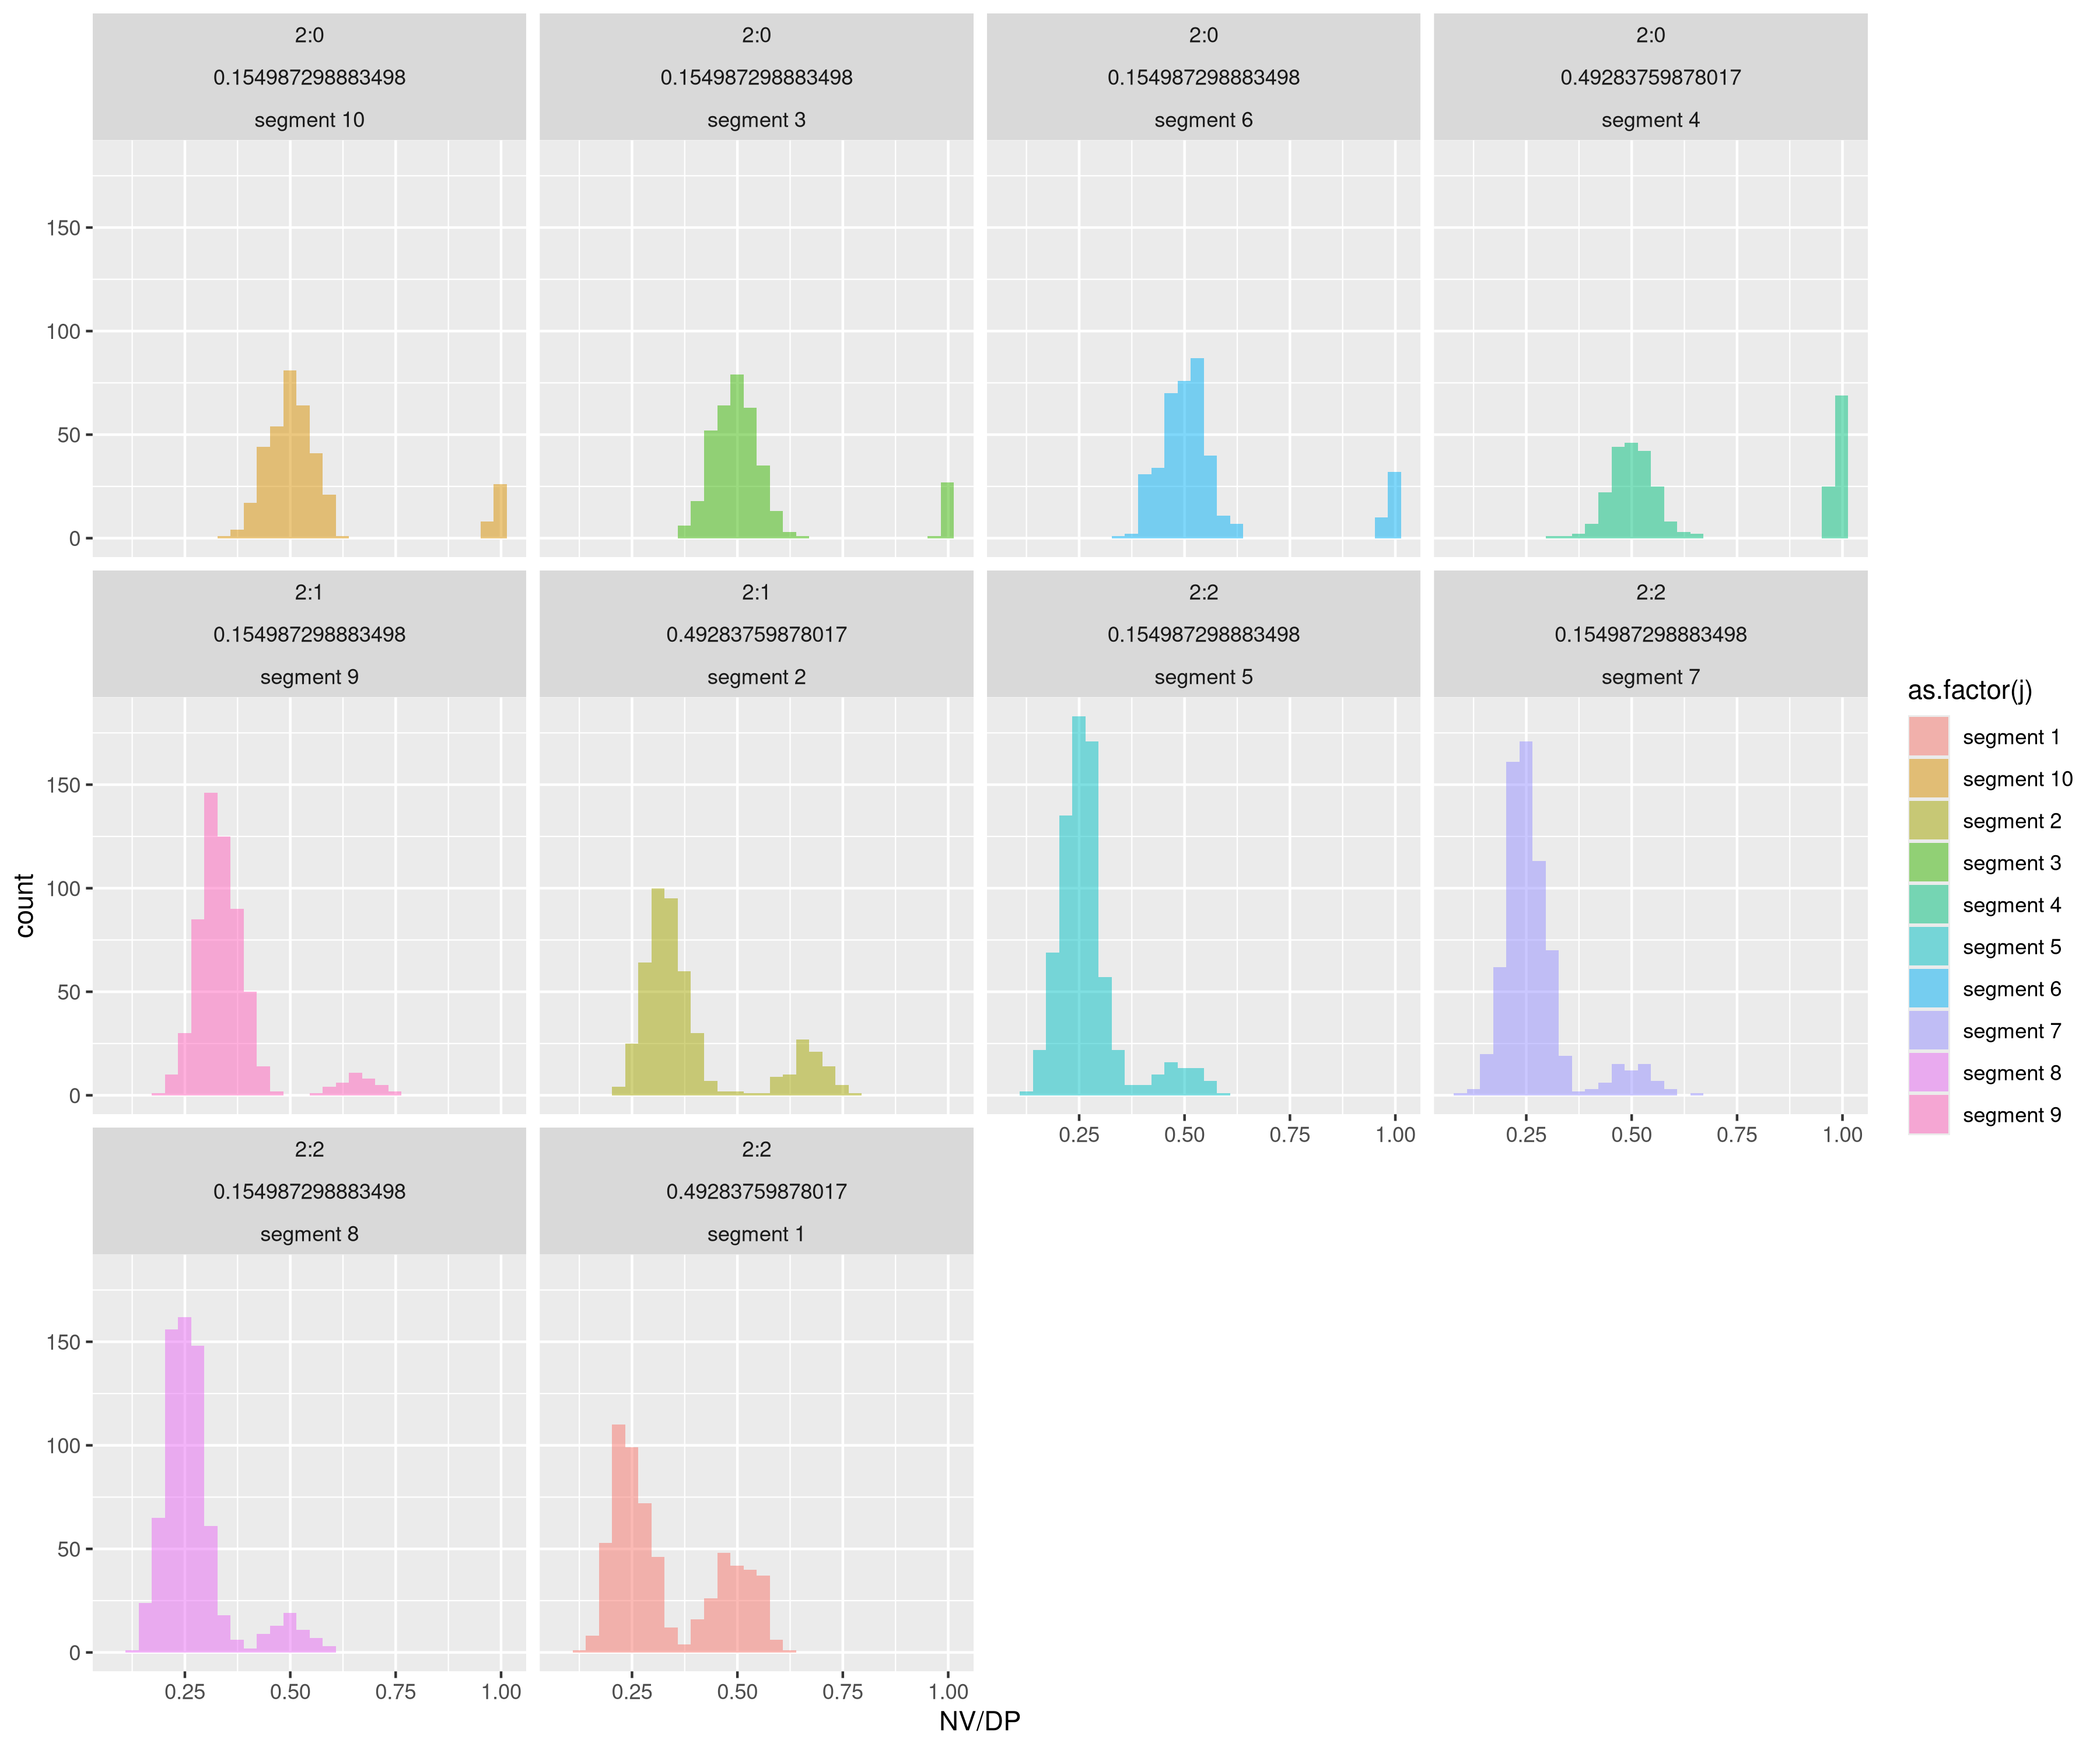 2:0
0.154987298883498
segment 10
2:0
0.154987298883498
segment 3
2:0
0.154987298883498
segment 6
2:0
0.49283759878017
segment 4
150
100
50
0
2:1
0.154987298883498
segment 9
2:1
0.49283759878017
segment 2
2:2
0.154987298883498
segment 5
2:2
0.154987298883498
segment 7
150
100
50
0
0.25 0.50 0.75 1.00
0.25 0.50 0.75 1.00
2:2
0.154987298883498
segment 8
2:2
0.49283759878017
segment 1
150
100
50
0
0.25 0.50 0.75 1.00
0.25 0.50 0.75 1.00
NV/DP
count
as.factor(j)
segment 1
segment 10
segment 2
segment 3
segment 4
segment 5
segment 6
segment 7
segment 8
segment 9